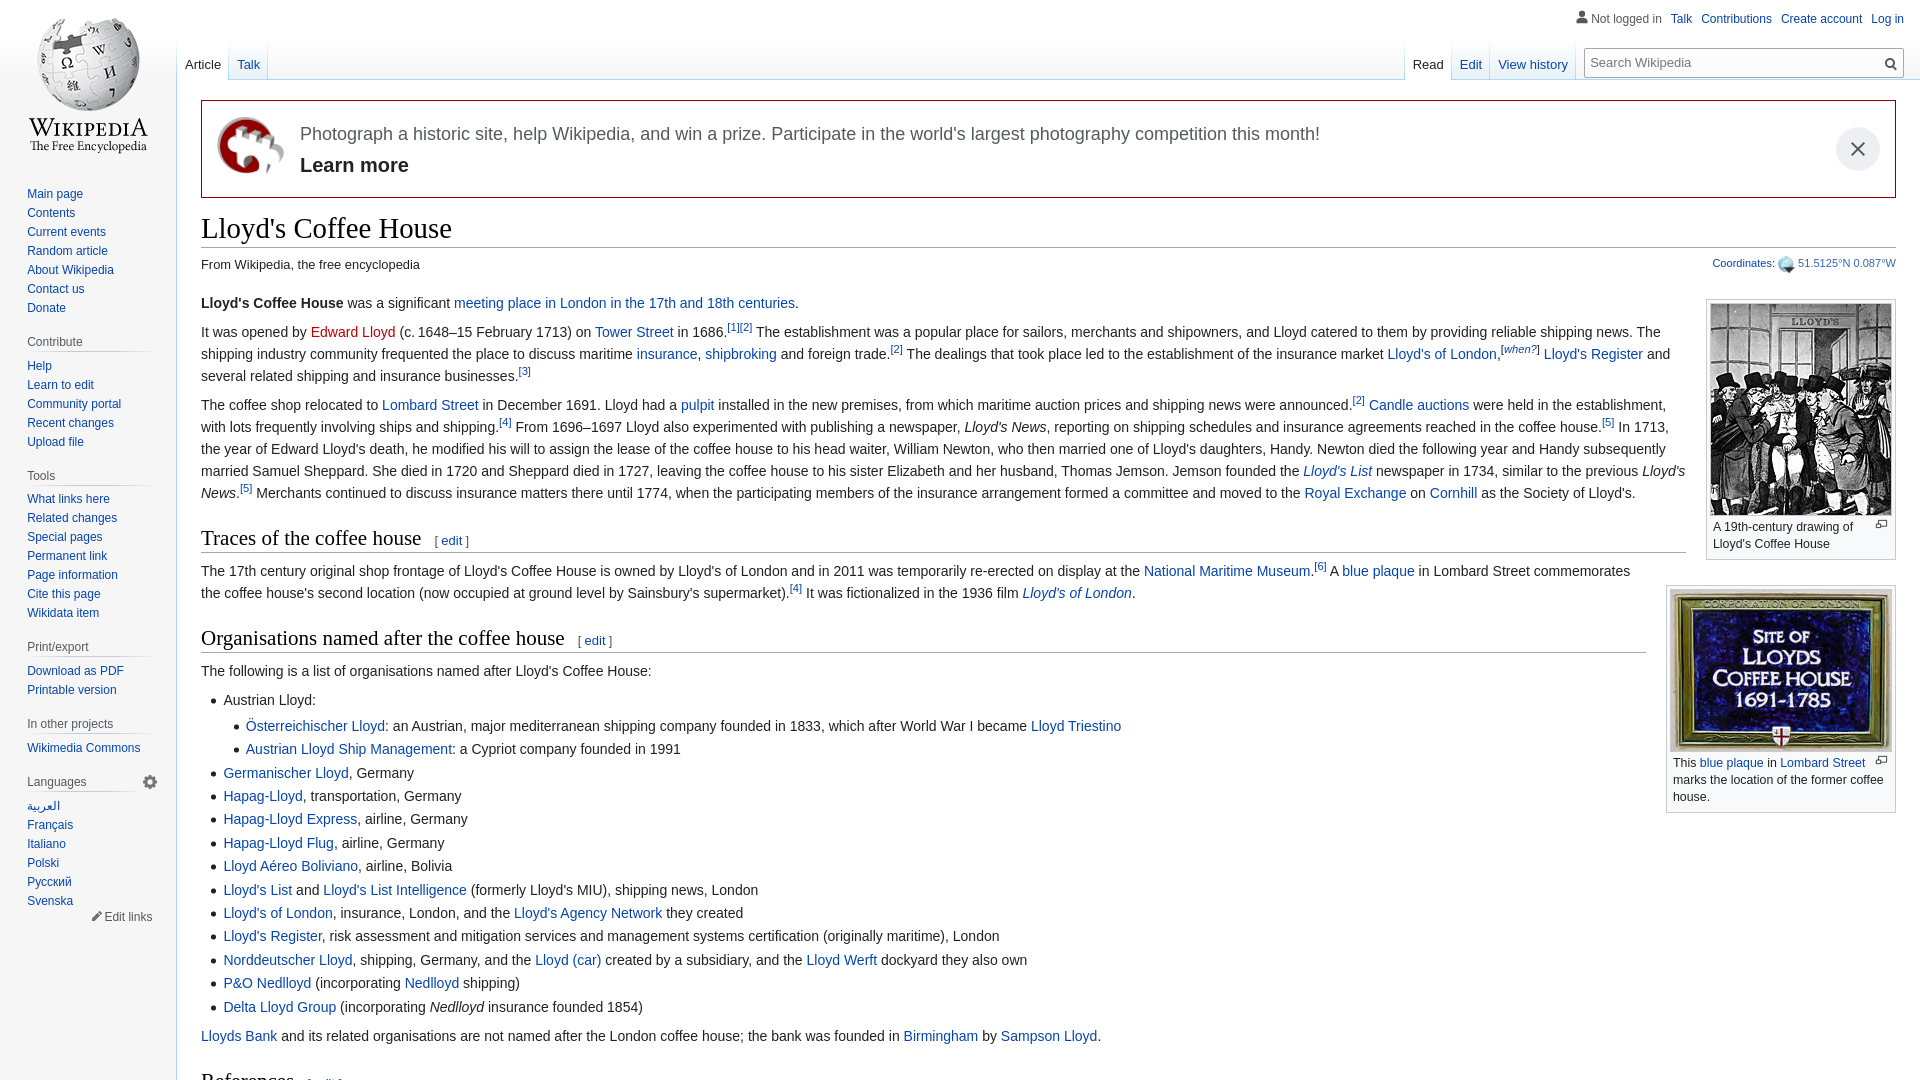 Not logged in Talk Contributions Create account Log in
Article Talk
Read Edit View history Search Wikipedia
WIKIPEDIA
The Free Encyclopedia
Main page
Contents
Current events
Random article
About Wikipedia
Contact us
Donate
Contribute
Help
Learn to edit
Community portal
Recent changes
Upload file
Tools
What links here
Related changes
Special pages
Permanent link
Page information
Cite this page
Wikidata item
Print/export
Download as PDF
Printable version
In other projects
Wikimedia Commons
Languages
العربية
Français
Italiano
Polski
Русский
Svenska
Edit links
Photograph a historic site, help Wikipedia, and win a prize. Participate in the world's largest photography competition this month!
Learn more
Lloyd's Coffee House
From Wikipedia, the free encyclopedia
Coordinates: 51.5125°N 0.087°W
Lloyd's Coffee House was a significant meeting place in London in the 17th and 18th centuries.
It was opened by Edward Lloyd (c. 1648–15 February 1713) on Tower Street in 1686.[1][2] The establishment was a popular place for sailors, merchants and shipowners, and Lloyd catered to them by providing reliable shipping news. The
shipping industry community frequented the place to discuss maritime insurance, shipbroking and foreign trade.[2] The dealings that took place led to the establishment of the insurance market Lloyd's of London,[when?] Lloyd's Register and
several related shipping and insurance businesses.[3]
The coffee shop relocated to Lombard Street in December 1691. Lloyd had a pulpit installed in the new premises, from which maritime auction prices and shipping news were announced.[2] Candle auctions were held in the establishment,
with lots frequently involving ships and shipping.[4] From 1696–1697 Lloyd also experimented with publishing a newspaper, Lloyd's News, reporting on shipping schedules and insurance agreements reached in the coffee house.[5] In 1713,
the year of Edward Lloyd's death, he modified his will to assign the lease of the coffee house to his head waiter, William Newton, who then married one of Lloyd's daughters, Handy. Newton died the following year and Handy subsequently
married Samuel Sheppard. She died in 1720 and Sheppard died in 1727, leaving the coffee house to his sister Elizabeth and her husband, Thomas Jemson. Jemson founded the Lloyd's List newspaper in 1734, similar to the previous Lloyd's
News.[5] Merchants continued to discuss insurance matters there until 1774, when the participating members of the insurance arrangement formed a committee and moved to the Royal Exchange on Cornhill as the Society of Lloyd's.
LLOYD'S
A 19th-century drawing of
Lloyd's Coffee House
Traces of the coffee house [ edit ]
The 17th century original shop frontage of Lloyd's Coffee House is owned by Lloyd's of London and in 2011 was temporarily re-erected on display at the National Maritime Museum.[6] A blue plaque in Lombard Street commemorates
the coffee house's second location (now occupied at ground level by Sainsbury's supermarket).[4] It was fictionalized in the 1936 film Lloyd's of London.
CORPORATION OF LONDON
SITE OF
LLOYDS
COFFEE HOUSE
1691-1785
This blue plaque in Lombard Street
marks the location of the former coffee
house.
Organisations named after the coffee house [ edit ]
The following is a list of organisations named after Lloyd's Coffee House:
Austrian Lloyd:
Österreichischer Lloyd: an Austrian, major mediterranean shipping company founded in 1833, which after World War I became Lloyd Triestino
Austrian Lloyd Ship Management: a Cypriot company founded in 1991
Germanischer Lloyd, Germany
Hapag-Lloyd, transportation, Germany
Hapag-Lloyd Express, airline, Germany
Hapag-Lloyd Flug, airline, Germany
Lloyd Aéreo Boliviano, airline, Bolivia
Lloyd's List and Lloyd's List Intelligence (formerly Lloyd's MIU), shipping news, London
Lloyd's of London, insurance, London, and the Lloyd's Agency Network they created
Lloyd's Register, risk assessment and mitigation services and management systems certification (originally maritime), London
Norddeutscher Lloyd, shipping, Germany, and the Lloyd (car) created by a subsidiary, and the Lloyd Werft dockyard they also own
P&O Nedlloyd (incorporating Nedlloyd shipping)
Delta Lloyd Group (incorporating Nedlloyd insurance founded 1854)
Lloyds Bank and its related organisations are not named after the London coffee house; the bank was founded in Birmingham by Sampson Lloyd.
References [ edit ]